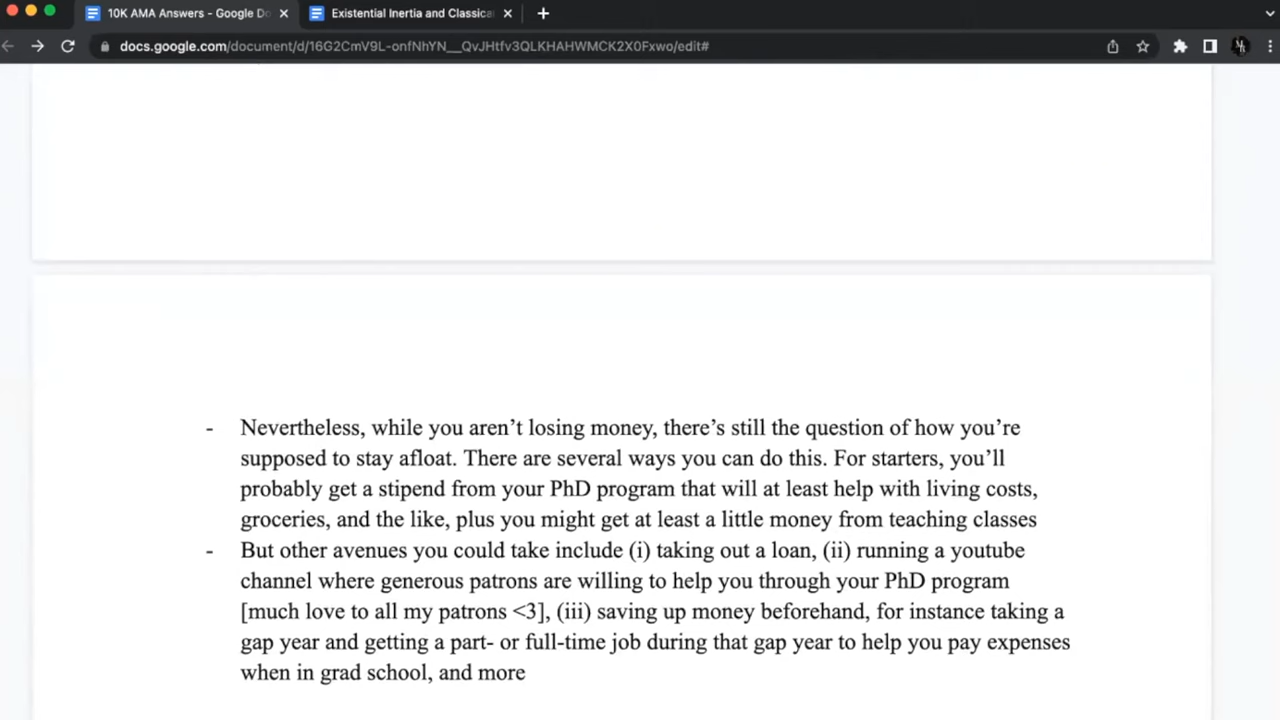 10K AMA Answers - Google Do
Existential Inertia and Classica
docs.google.com/document/d/16G2CmV9L-onfNhYN__QvJHtfv3QLKHAHWMCK2X0Fxwo/edit#
- Nevertheless, while you aren’t losing money, there’s still the question of how you’re
supposed to stay afloat. There are several ways you can do this. For starters, you’ll
probably get a stipend from your PhD program that will at least help with living costs,
groceries, and the like, plus you might get at least a little money from teaching classes
- But other avenues you could take include (i) taking out a loan, (ii) running a youtube
channel where generous patrons are willing to help you through your PhD program
[much love to all my patrons <3], (iii) saving up money beforehand, for instance taking a
gap year and getting a part- or full-time job during that gap year to help you pay expenses
when in grad school, and more